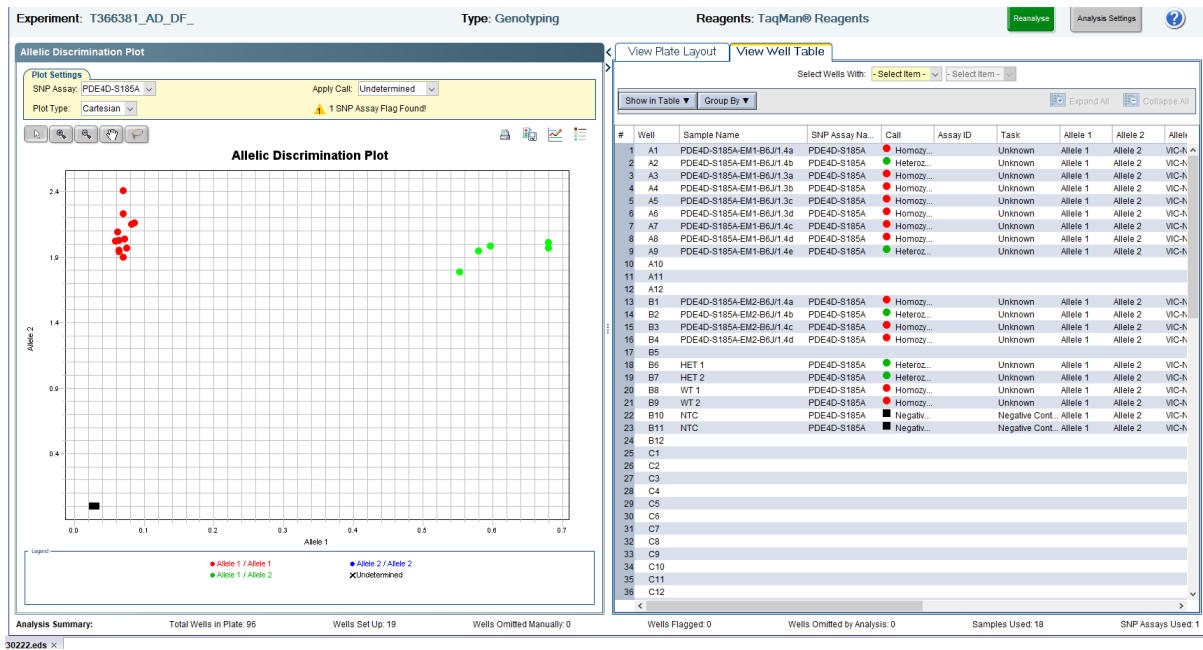 Experiment: T366381_AD_DF_ Type: Genotyping Reagents: TaqMan® Reagents Reanalyse Analysis Settings ?
Allelic Discrimination Plot
Plot Settings
SNP Assay: PDE4D-S185A Apply Call: Undetermined
Plot Type: Cartesian 1 SNP Assay Flag Found!
Allelic Discrimination Plot
2.4
1.9
1.4
0.9
0.4
Allele 2
0.0 0.1 0.2 0.3 0.4 0.5 0.6 0.7
Allele 1
Legend
Allele 1 / Allele 1 Allele 2 / Allele 2
Allele 1 / Allele 2 Undetermined
View Plate Layout View Well Table
Select Wells With: - Select Item - - Select Item -
Show in Table ▼ Group By ▼ Expand All Collapse All
# Well Sample Name SNP Assay Na... Call Assay ID Task Allele 1 Allele 2 Allele
1 A1 PDE4D-S185A-EM1-B6J/1.4a PDE4D-S185A Homozy... Unknown Allele 1 Allele 2 VIC-N
2 A2 PDE4D-S185A-EM1-B6J/1.4b PDE4D-S185A Heteroz... Unknown Allele 1 Allele 2 VIC-N
3 A3 PDE4D-S185A-EM1-B6J/1.3a PDE4D-S185A Homozy... Unknown Allele 1 Allele 2 VIC-N
4 A4 PDE4D-S185A-EM1-B6J/1.3b PDE4D-S185A Homozy... Unknown Allele 1 Allele 2 VIC-N
5 A5 PDE4D-S185A-EM1-B6J/1.3c PDE4D-S185A Homozy... Unknown Allele 1 Allele 2 VIC-N
6 A6 PDE4D-S185A-EM1-B6J/1.3d PDE4D-S185A Homozy... Unknown Allele 1 Allele 2 VIC-N
7 A7 PDE4D-S185A-EM1-B6J/1.4c PDE4D-S185A Homozy... Unknown Allele 1 Allele 2 VIC-N
8 A8 PDE4D-S185A-EM1-B6J/1.4d PDE4D-S185A Homozy... Unknown Allele 1 Allele 2 VIC-N
9 A9 PDE4D-S185A-EM1-B6J/1.4e PDE4D-S185A Heteroz... Unknown Allele 1 Allele 2 VIC-N
10 A10
11 A11
12 A12
13 B1 PDE4D-S185A-EM2-B6J/1.4a PDE4D-S185A Homozy... Unknown Allele 1 Allele 2 VIC-N
14 B2 PDE4D-S185A-EM2-B6J/1.4b PDE4D-S185A Heteroz... Unknown Allele 1 Allele 2 VIC-N
15 B3 PDE4D-S185A-EM2-B6J/1.4c PDE4D-S185A Homozy... Unknown Allele 1 Allele 2 VIC-N
16 B4 PDE4D-S185A-EM2-B6J/1.4d PDE4D-S185A Homozy... Unknown Allele 1 Allele 2 VIC-N
17 B5
18 B6 HET 1 PDE4D-S185A Heteroz... Unknown Allele 1 Allele 2 VIC-N
19 B7 HET 2 PDE4D-S185A Heteroz... Unknown Allele 1 Allele 2 VIC-N
20 B8 WT 1 PDE4D-S185A Homozy... Unknown Allele 1 Allele 2 VIC-N
21 B9 WT 2 PDE4D-S185A Homozy... Unknown Allele 1 Allele 2 VIC-N
22 B10 NTC PDE4D-S185A Negativ... Negative Cont... Allele 1 Allele 2 VIC-N
23 B11 NTC PDE4D-S185A Negativ... Negative Cont... Allele 1 Allele 2 VIC-N
24 B12
25 C1
26 C2
27 C3
28 C4
29 C5
30 C6
31 C7
32 C8
33 C9
34 C10
35 C11
36 C12
Analysis Summary: Total Wells in Plate: 96 Wells Set Up: 19 Wells Omitted Manually: 0 Wells Flagged: 0 Wells Omitted by Analysis: 0 Samples Used: 18 SNP Assays Used: 1
30222.eds ×